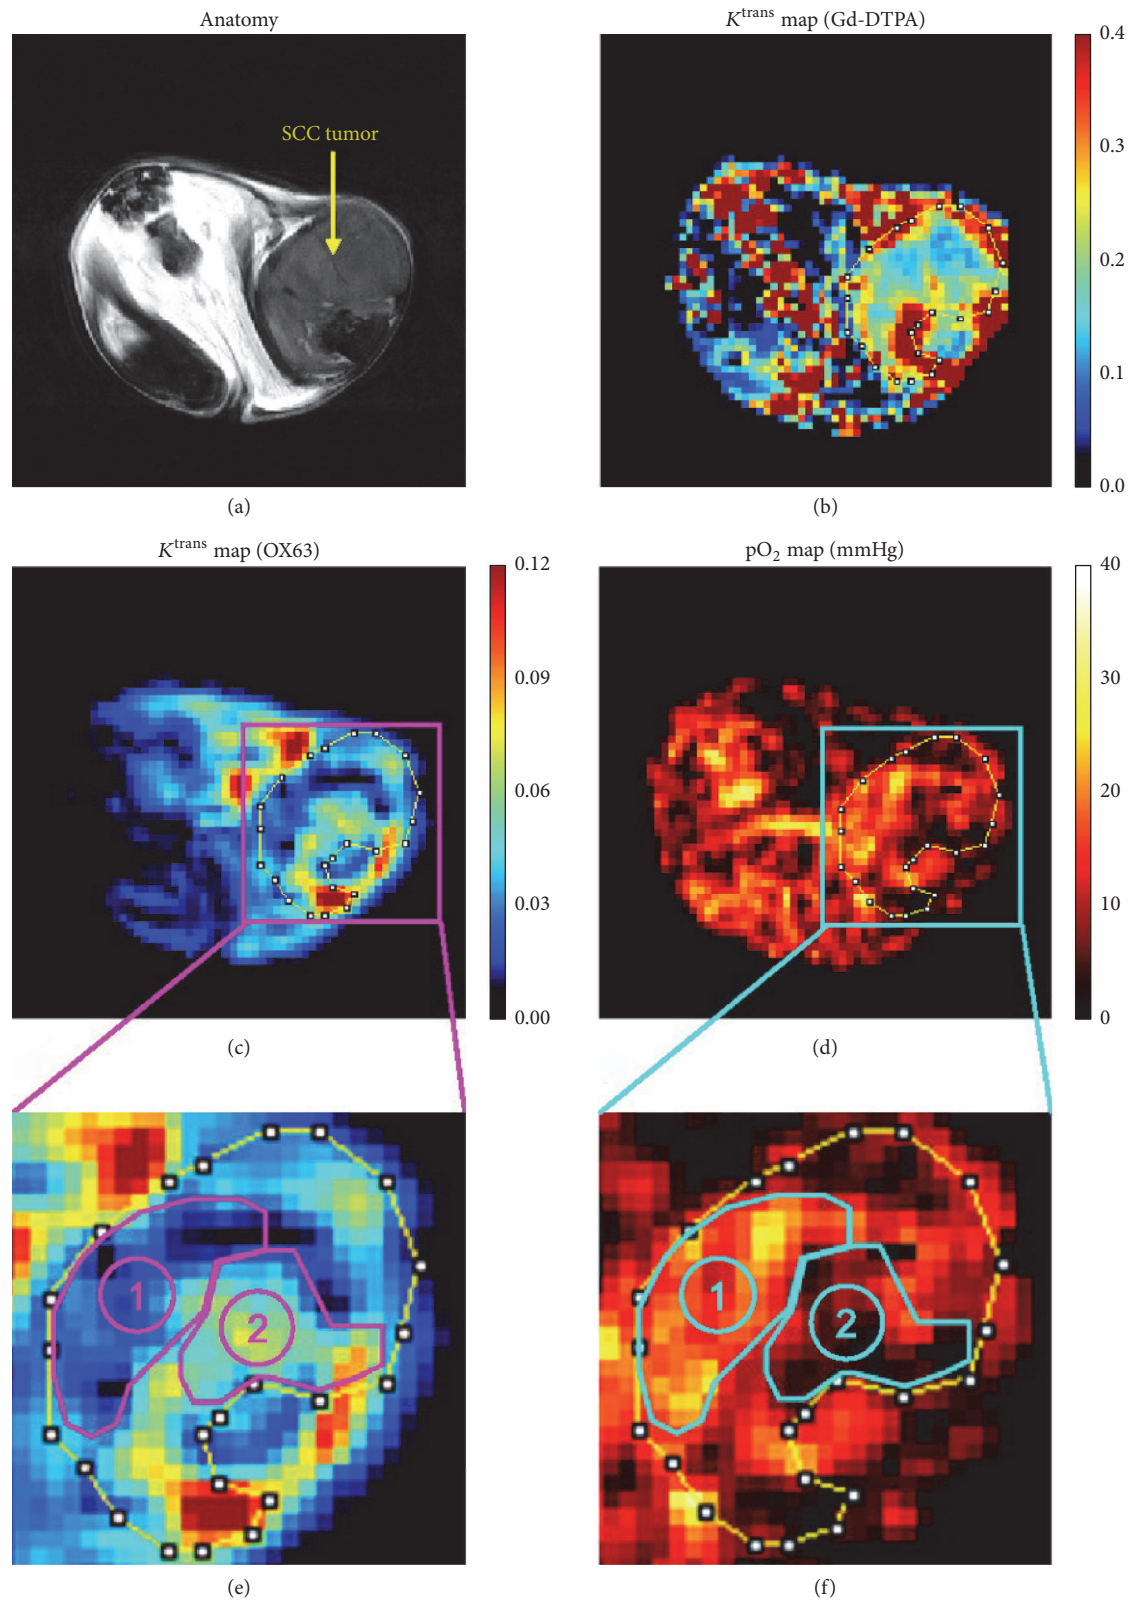 Anatomy
K^trans map (Gd-DTPA)
SCC tumor
0.4
0.3
0.2
0.1
0.0
(a)
(b)
K^trans map (OX63)
pO₂ map (mmHg)
0.12
0.09
0.06
0.03
0.00
40
30
20
10
0
(c)
(d)
1
2
1
2
(e)
(f)